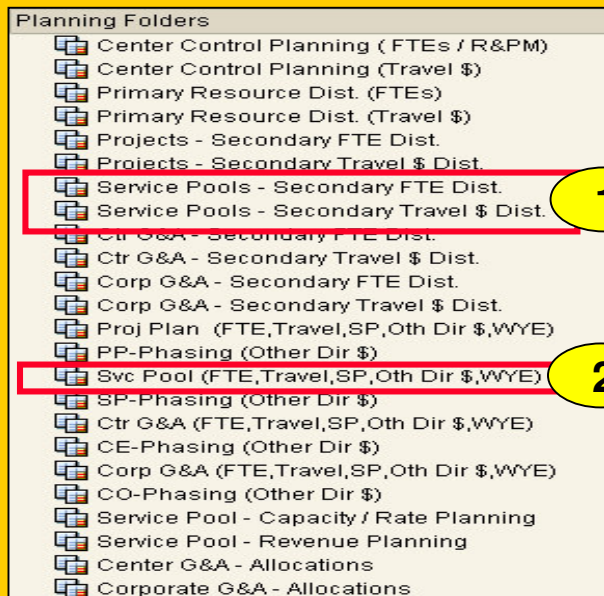 Planning Folders
Center Control Planning ( FTEs / R&PM)
Center Control Planning (Travel $)
Primary Resource Dist. (FTEs)
Primary Resource Dist. (Travel $)
Projects - Secondary FTE Dist.
Projects - Secondary Travel $ Dist.
Service Pools - Secondary FTE Dist.
Service Pools - Secondary Travel $ Dist.
1
Ctr G&A - Secondary FTE Dist.
Ctr G&A - Secondary Travel $ Dist.
Corp G&A - Secondary FTE Dist.
Corp G&A - Secondary Travel $ Dist.
Proj Plan (FTE,Travel,SP,Oth Dir $,WYE)
PP-Phasing (Other Dir $)
Svc Pool (FTE,Travel,SP,Oth Dir $,WYE)
2
SP-Phasing (Other Dir $)
Ctr G&A (FTE,Travel,SP,Oth Dir $,WYE)
CE-Phasing (Other Dir $)
Corp G&A (FTE,Travel,SP,Oth Dir $,WYE)
CO-Phasing (Other Dir $)
Service Pool - Capacity / Rate Planning
Service Pool - Revenue Planning
Center G&A - Allocations
Corporate G&A - Allocations